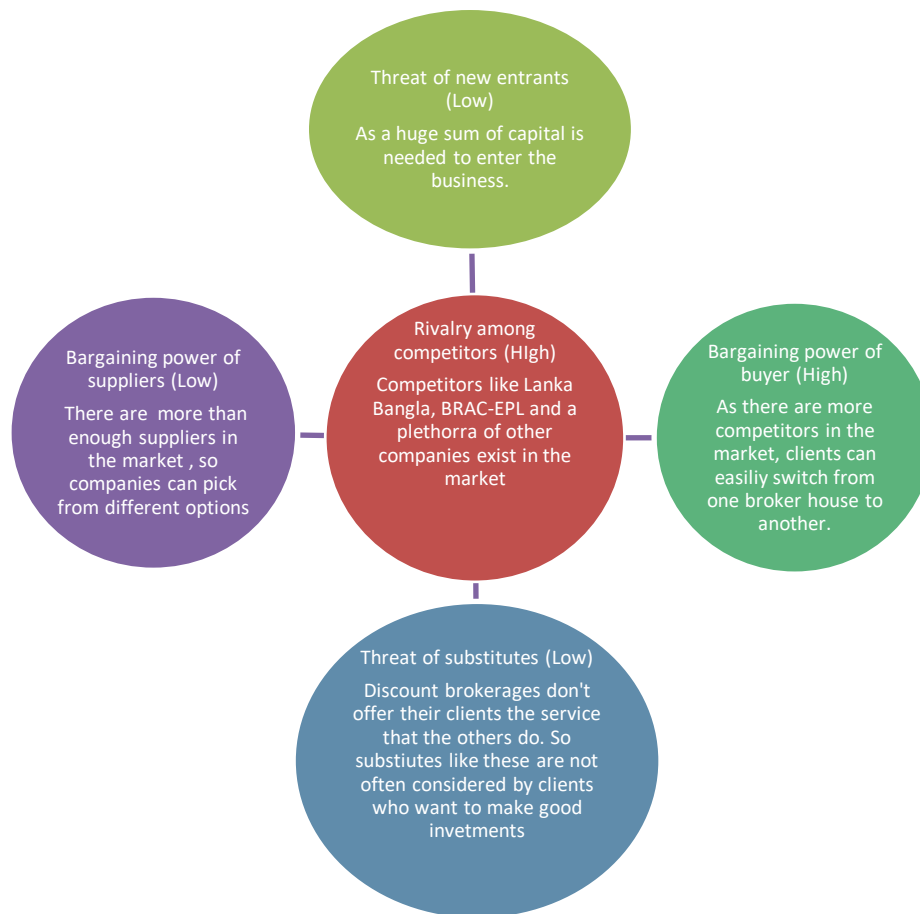 Threat of new entrants
(Low)
As a huge sum of capital is
needed to enter the
business.
Bargaining power of
suppliers (Low)
There are more than
enough suppliers in
the market , so
companies can pick
from different options
Rivalry among
competitors (HIgh)
Competitors like Lanka
Bangla, BRAC-EPL and a
plethorra of other
companies exist in the
market
Bargaining power of
buyer (High)
As there are more
competitors in the
market, clients can
easiliy switch from
one broker house to
another.
Threat of substitutes (Low)
Discount brokerages don't
offer their clients the service
that the others do. So
substiutes like these are not
often considered by clients
who want to make good
invetments